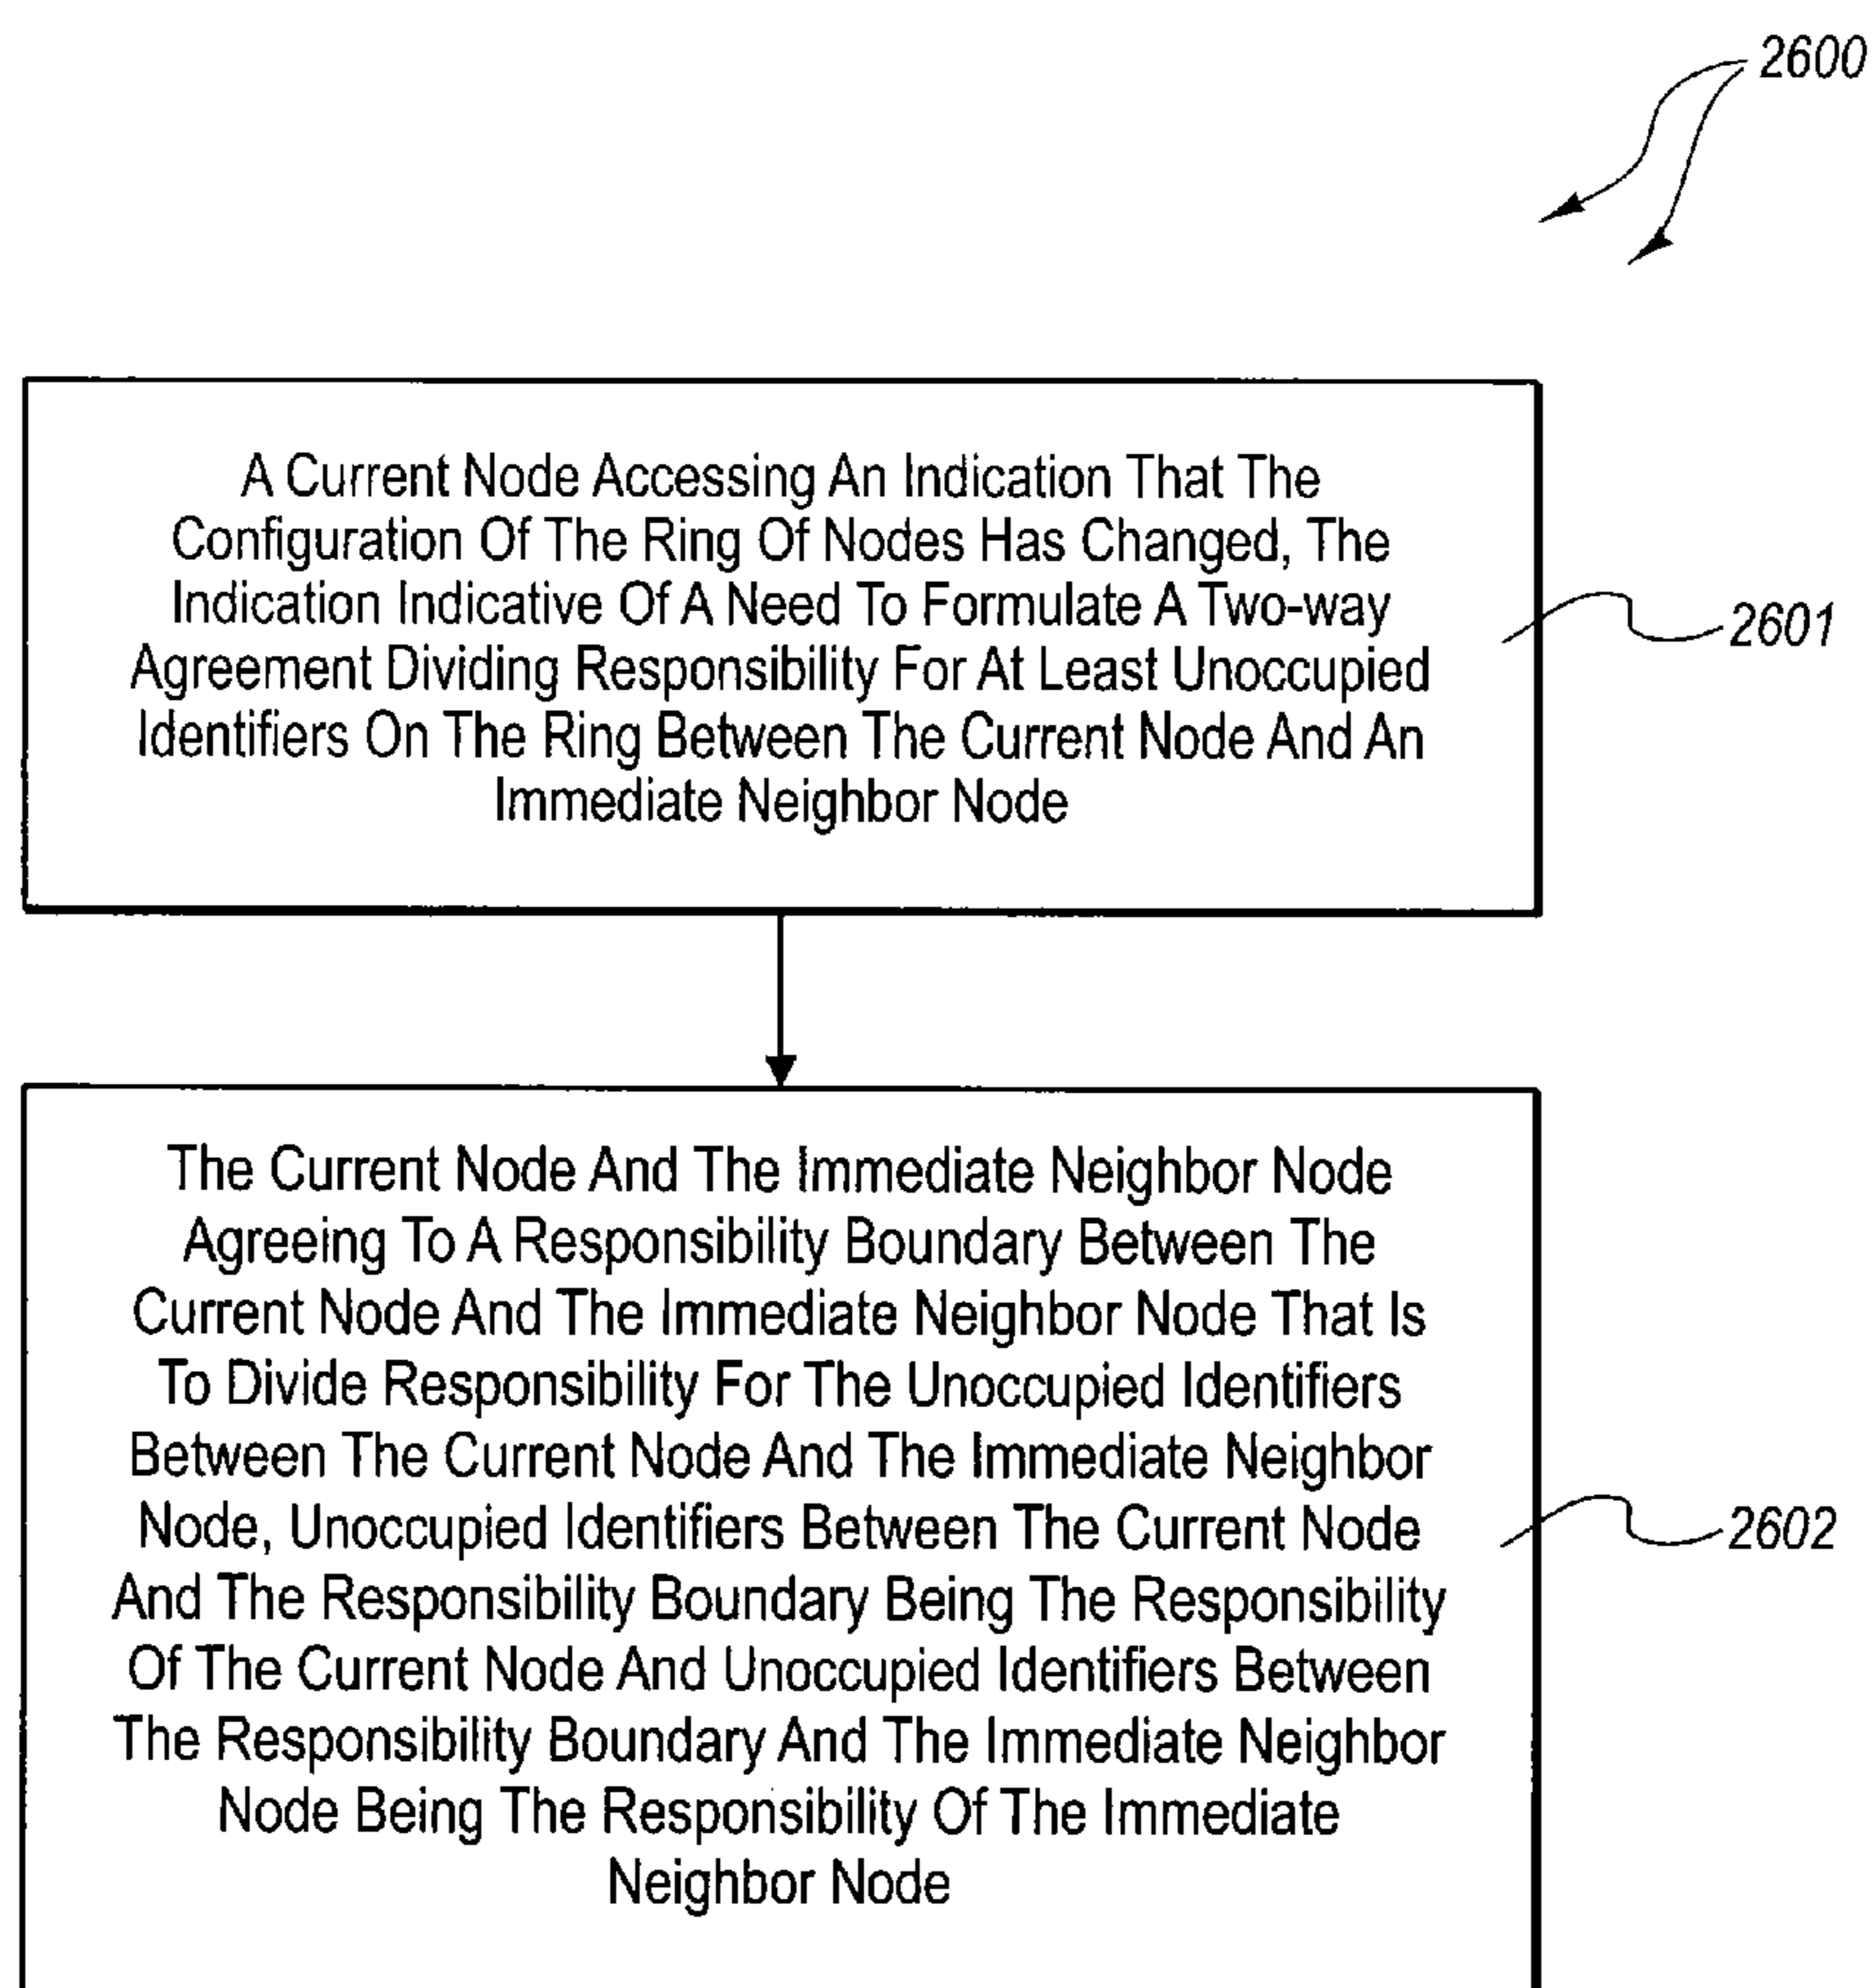 2600
A Current Node Accessing An Indication That The
Configuration Of The Ring Of Nodes Has Changed, The
Indication Indicative Of A Need To Formulate A Two-way
Agreement Dividing Responsibility For At Least Unoccupied
Identifiers On The Ring Between The Current Node And An
Immediate Neighbor Node
2601
The Current Node And The Immediate Neighbor Node
Agreeing To A Responsibility Boundary Between The
Current Node And The Immediate Neighbor Node That Is
To Divide Responsibility For The Unoccupied Identifiers
Between The Current Node And The Immediate Neighbor
Node, Unoccupied Identifiers Between The Current Node
And The Responsibility Boundary Being The Responsibility
Of The Current Node And Unoccupied Identifiers Between
The Responsibility Boundary And The Immediate Neighbor
Node Being The Responsibility Of The Immediate
Neighbor Node
2602